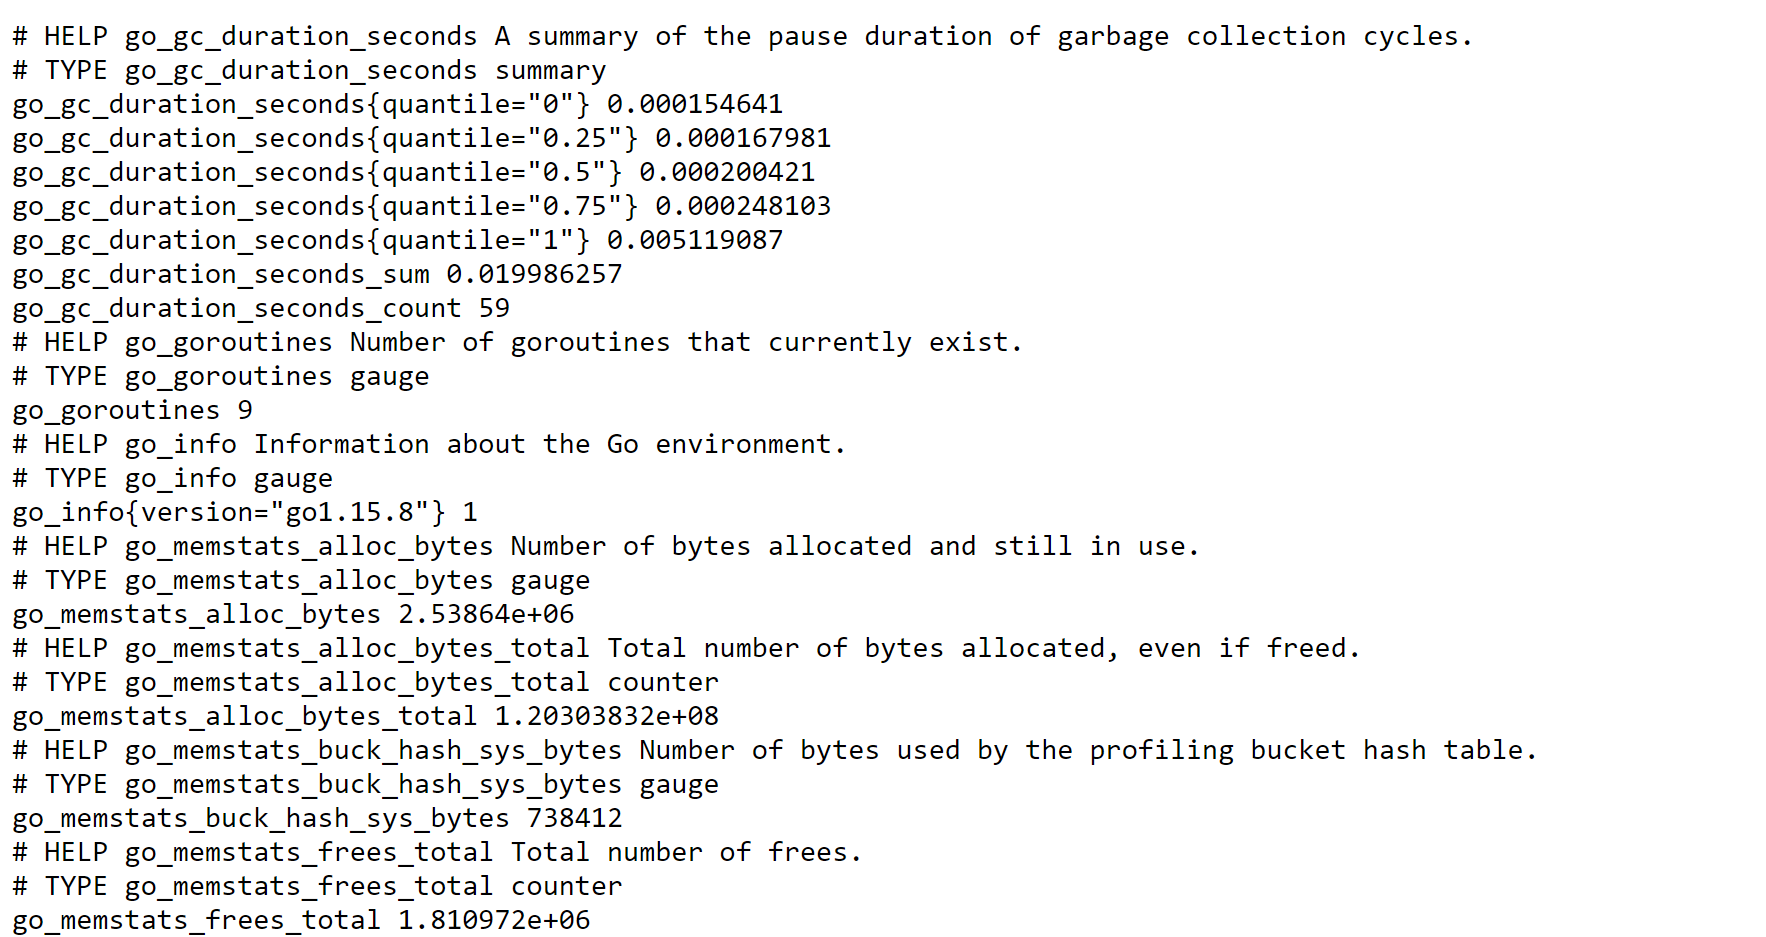 # HELP go_gc_duration_seconds A summary of the pause duration of garbage collection cycles.
# TYPE go_gc_duration_seconds summary
go_gc_duration_seconds{quantile="0"} 0.000154641
go_gc_duration_seconds{quantile="0.25"} 0.000167981
go_gc_duration_seconds{quantile="0.5"} 0.000200421
go_gc_duration_seconds{quantile="0.75"} 0.000248103
go_gc_duration_seconds{quantile="1"} 0.005119087
go_gc_duration_seconds_sum 0.019986257
go_gc_duration_seconds_count 59
# HELP go_goroutines Number of goroutines that currently exist.
# TYPE go_goroutines gauge
go_goroutines 9
# HELP go_info Information about the Go environment.
# TYPE go_info gauge
go_info{version="go1.15.8"} 1
# HELP go_memstats_alloc_bytes Number of bytes allocated and still in use.
# TYPE go_memstats_alloc_bytes gauge
go_memstats_alloc_bytes 2.53864e+06
# HELP go_memstats_alloc_bytes_total Total number of bytes allocated, even if freed.
# TYPE go_memstats_alloc_bytes_total counter
go_memstats_alloc_bytes_total 1.20303832e+08
# HELP go_memstats_buck_hash_sys_bytes Number of bytes used by the profiling bucket hash table.
# TYPE go_memstats_buck_hash_sys_bytes gauge
go_memstats_buck_hash_sys_bytes 738412
# HELP go_memstats_frees_total Total number of frees.
# TYPE go_memstats_frees_total counter
go_memstats_frees_total 1.810972e+06